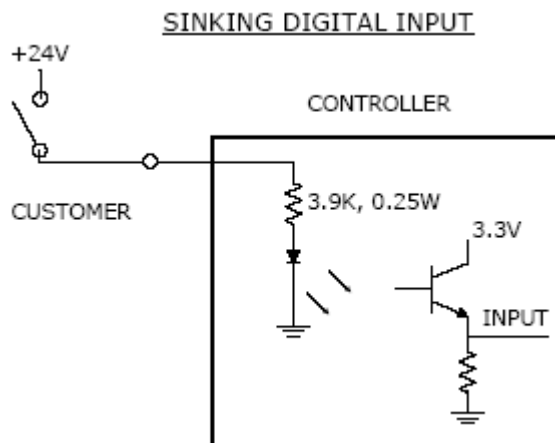 SINKING DIGITAL INPUT
+24V
CONTROLLER
3.9K, 0.25W
CUSTOMER
3.3V
INPUT